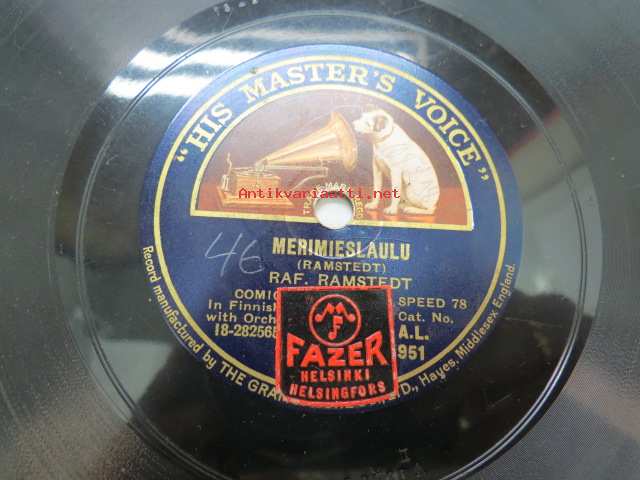 "HIS MASTER'S VOICE"
Antikvariaatti.net
46
MERIMIESLAULU
(RAMSTEDT)
RAF. RAMSTEDT
COMIC
In Finnish
with Orch
18-28256
SPEED 78
Cat. No.
A.L.
951
M F
FAZER
HELSINKI
HELSINGFORS
Record manufactured by THE GRA D, Hayes, Middlesex England.